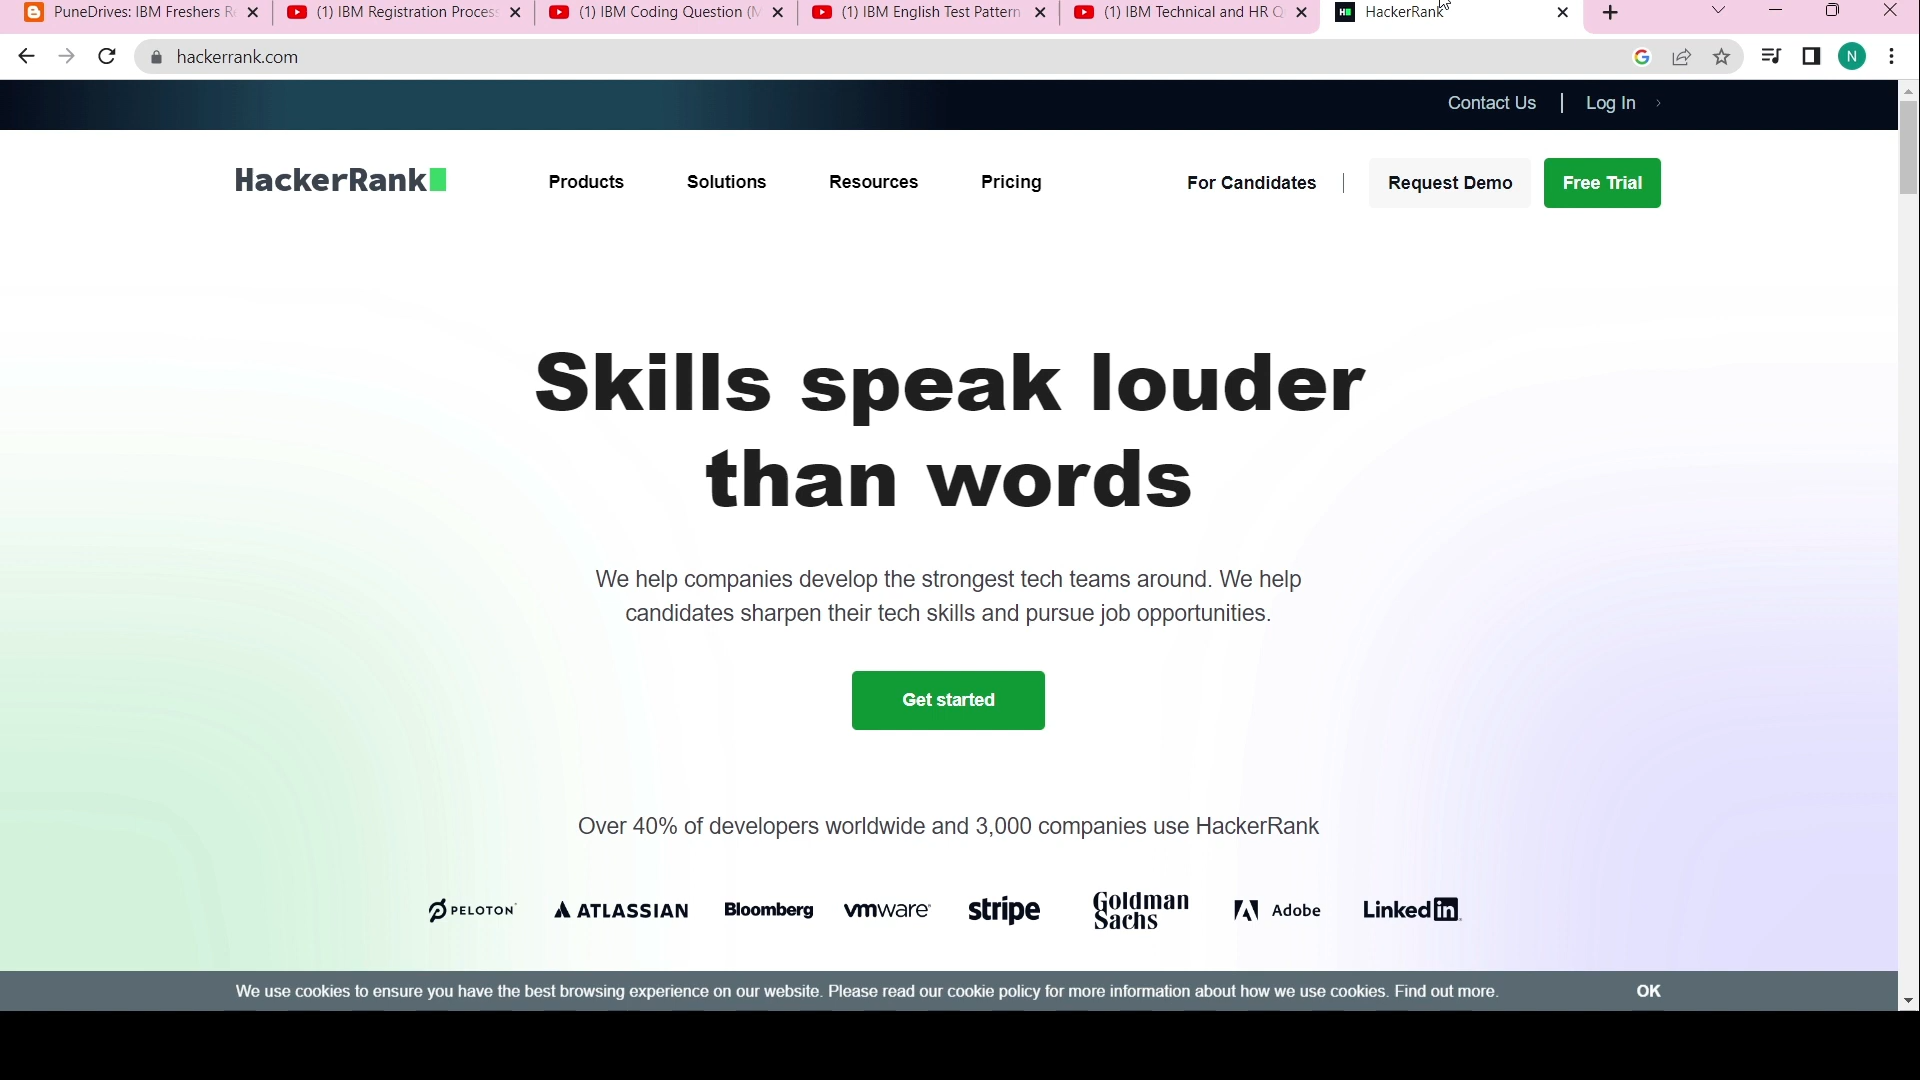 PuneDrives: IBM Freshers R
(1) IBM Registration Process
(1) IBM Coding Question (M
(1) IBM English Test Pattern
(1) IBM Technical and HR Q
HackerRank
hackerrank.com
N
Contact Us | Log In
HackerRank
Products
Solutions
Resources
Pricing
For Candidates
Request Demo
Free Trial
Skills speak louder
than words
We help companies develop the strongest tech teams around. We help
candidates sharpen their tech skills and pursue job opportunities.
Get started
Over 40% of developers worldwide and 3,000 companies use HackerRank
PELOTON
ATLASSIAN
Bloomberg
vmware
stripe
Goldman
Sachs
Adobe
LinkedIn
We use cookies to ensure you have the best browsing experience on our website. Please read our cookie policy for more information about how we use cookies. Find out more.
OK